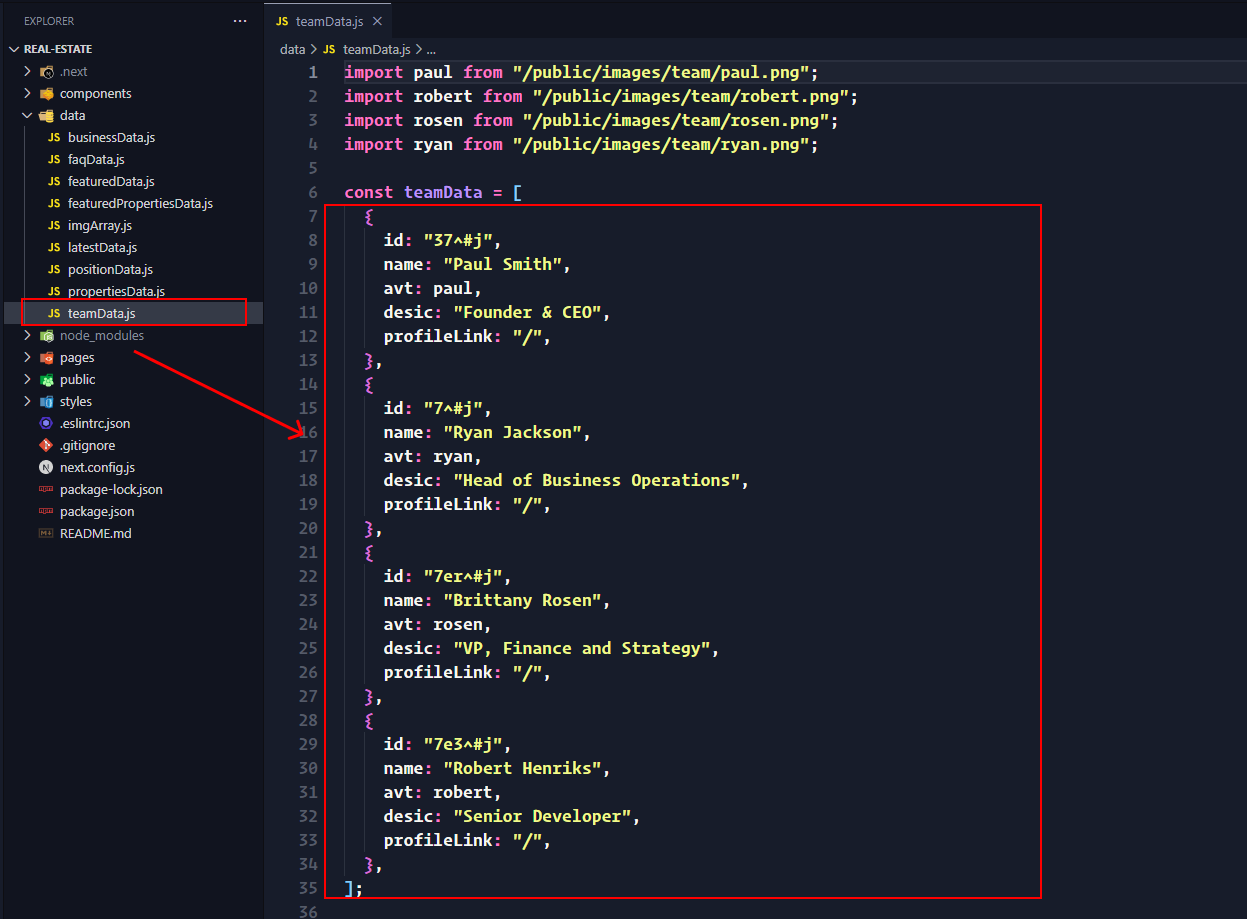 EXPLORER ...
REAL-ESTATE
.next
components
data
JS businessData.js
JS faqData.js
JS featuredData.js
JS featuredPropertiesData.js
JS imgArray.js
JS latestData.js
JS positionData.js
JS propertiesData.js
JS teamData.js
node_modules
pages
public
styles
.eslintrc.json
.gitignore
N next.config.js
npm package-lock.json
npm package.json
M README.md
JS teamData.js ×
data > JS teamData.js > ...
1 import paul from "/public/images/team/paul.png";
2 import robert from "/public/images/team/robert.png";
3 import rosen from "/public/images/team/rosen.png";
4 import ryan from "/public/images/team/ryan.png";
5
6 const teamData = [
7 {
8 id: "37^#j",
9 name: "Paul Smith",
10 avt: paul,
11 desic: "Founder & CEO",
12 profileLink: "/",
13 },
14 {
15 id: "7^#j",
16 name: "Ryan Jackson",
17 avt: ryan,
18 desic: "Head of Business Operations",
19 profileLink: "/",
20 },
21 {
22 id: "7er^#j",
23 name: "Brittany Rosen",
24 avt: rosen,
25 desic: "VP, Finance and Strategy",
26 profileLink: "/",
27 },
28 {
29 id: "7e3^#j",
30 name: "Robert Henriks",
31 avt: robert,
32 desic: "Senior Developer",
33 profileLink: "/",
34 },
35 ];
36